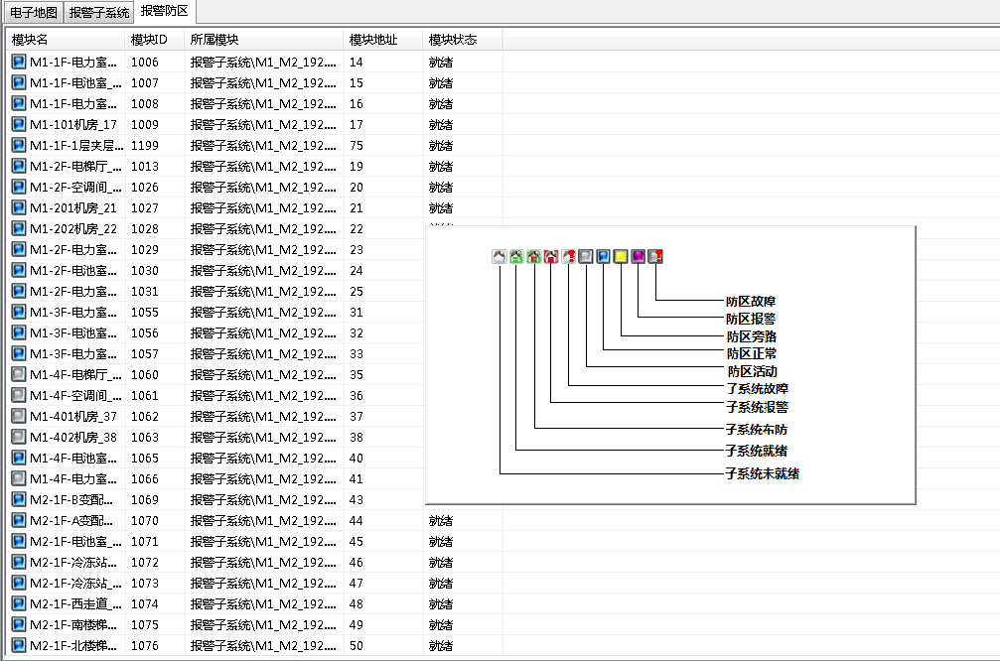 电子地图 报警子系统 报警防区
模块名 模块ID 所属模块 模块地址 模块状态
M1-1F-电力室... 1006 报警子系统\M1_M2_192.... 14 就绪
M1-1F-电池室_... 1007 报警子系统\M1_M2_192.... 15 就绪
M1-1F-电力室... 1008 报警子系统\M1_M2_192.... 16 就绪
M1-101机房_17 1009 报警子系统\M1_M2_192.... 17 就绪
M1-1F-1层夹层... 1199 报警子系统\M1_M2_192.... 75 就绪
M1-2F-电梯厅_... 1013 报警子系统\M1_M2_192.... 19 就绪
M1-2F-空调间_... 1026 报警子系统\M1_M2_192.... 20 就绪
M1-201机房_21 1027 报警子系统\M1_M2_192.... 21 就绪
M1-202机房_22 1028 报警子系统\M1_M2_192.... 22
M1-2F-电力室... 1029 报警子系统\M1_M2_192.... 23
M1-2F-电池室_... 1030 报警子系统\M1_M2_192.... 24
M1-2F-电力室... 1031 报警子系统\M1_M2_192.... 25
M1-3F-电力室... 1055 报警子系统\M1_M2_192.... 31
M1-3F-电池室... 1056 报警子系统\M1_M2_192.... 32
M1-3F-电力室... 1057 报警子系统\M1_M2_192.... 33
M1-4F-电梯厅_... 1060 报警子系统\M1_M2_192.... 35
M1-4F-空调间_... 1061 报警子系统\M1_M2_192.... 36
M1-401机房_37 1062 报警子系统\M1_M2_192.... 37
M1-402机房_38 1063 报警子系统\M1_M2_192.... 38
M1-4F-电池室... 1065 报警子系统\M1_M2_192.... 40
M1-4F-电力室... 1066 报警子系统\M1_M2_192.... 41
M2-1F-B变配... 1069 报警子系统\M1_M2_192.... 43
M2-1F-A变配... 1070 报警子系统\M1_M2_192.... 44 就绪
M2-1F-电池室_... 1071 报警子系统\M1_M2_192.... 45 就绪
M2-1F-冷冻站... 1072 报警子系统\M1_M2_192.... 46 就绪
M2-1F-冷冻站_... 1073 报警子系统\M1_M2_192.... 47 就绪
M2-1F-西走道_... 1074 报警子系统\M1_M2_192.... 48 就绪
M2-1F-南楼梯... 1075 报警子系统\M1_M2_192.... 49 就绪
M2-1F-北楼梯... 1076 报警子系统\M1_M2_192.... 50 就绪
防区故障
防区报警
防区旁路
防区正常
防区活动
子系统故障
子系统报警
子系统布防
子系统就绪
子系统未就绪